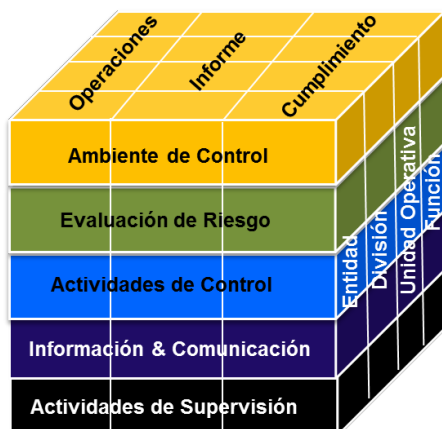 Operaciones
Informe
Cumplimiento
Ambiente de Control
Evaluación de Riesgo
Actividades de Control
Información & Comunicación
Actividades de Supervisión
Entidad
División
Unidad Operativa
Función